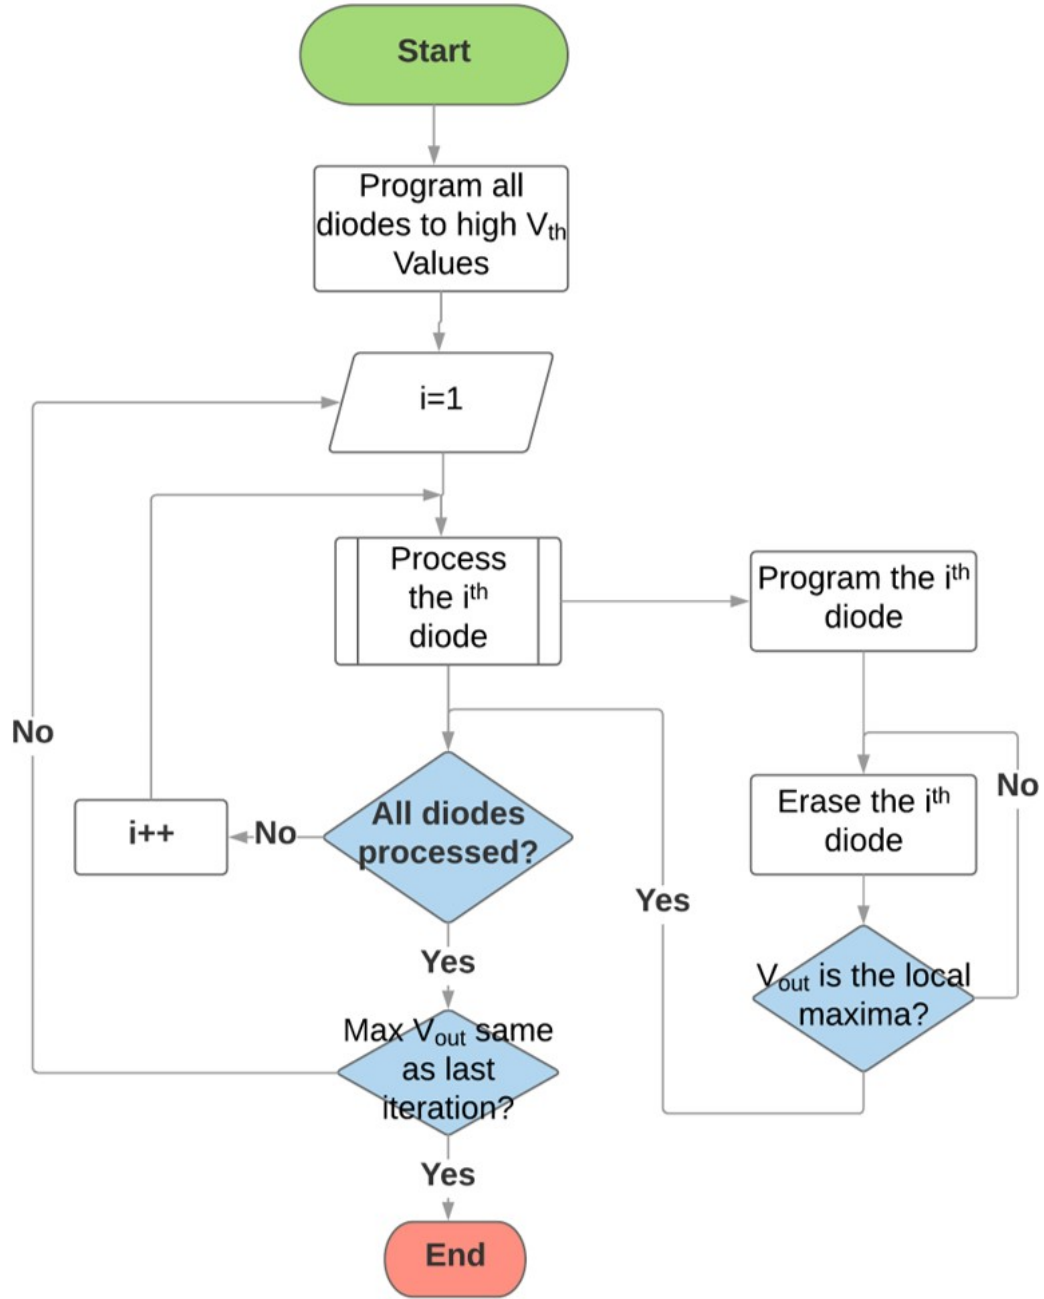 Start
Program all
diodes to high Vth
Values
i=1
Process
the ith
diode
Program the ith
diode
No
No
Erase the ith
diode
All diodes
processed?
No
i++
Yes
Yes
Vout is the local
maxima?
Max Vout same
as last
iteration?
Yes
End